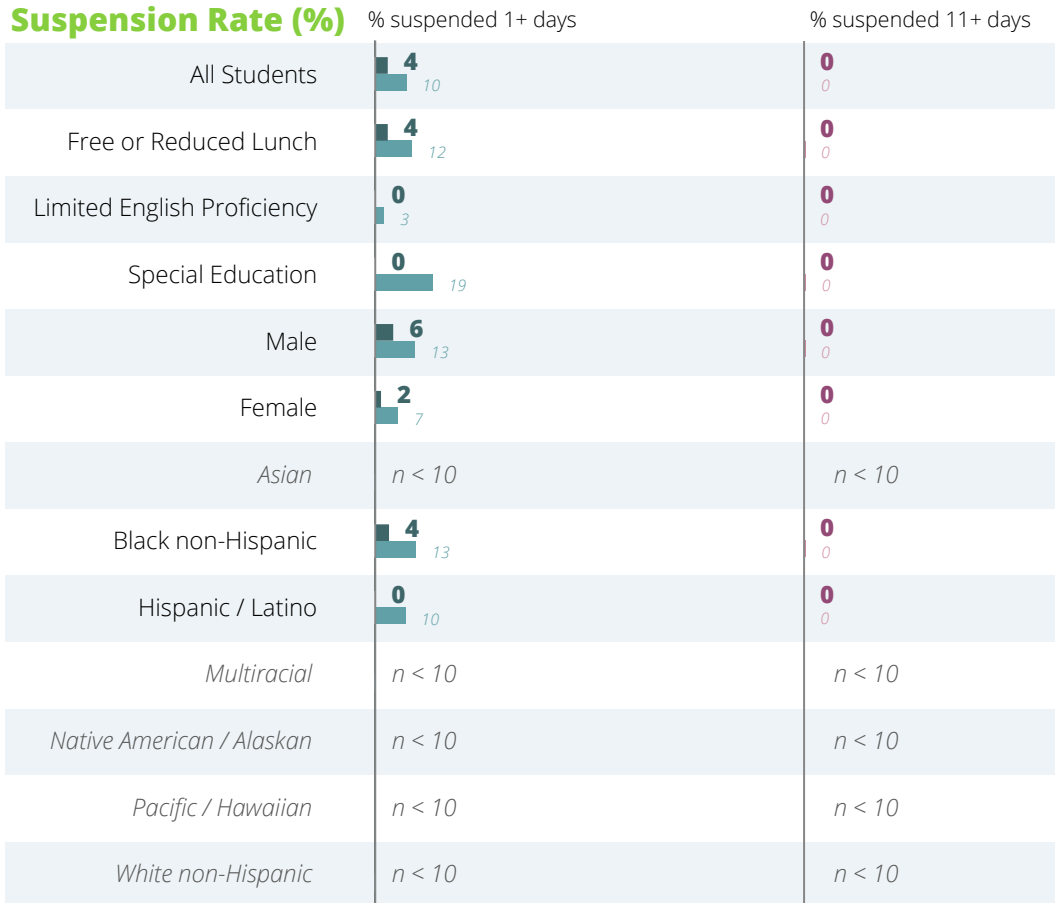 Suspension Rate (%) % suspended 1+ days % suspended 11+ days
All Students 4 0
10 0
Free or Reduced Lunch 4 0
12 0
Limited English Proficiency 0 0
3 0
Special Education 0 0
19 0
Male 6 0
13 0
Female 2 0
7 0
Asian n < 10 n < 10
Black non-Hispanic 4 0
13 0
Hispanic / Latino 0 0
10 0
Multiracial n < 10 n < 10
Native American / Alaskan n < 10 n < 10
Pacific / Hawaiian n < 10 n < 10
White non-Hispanic n < 10 n < 10